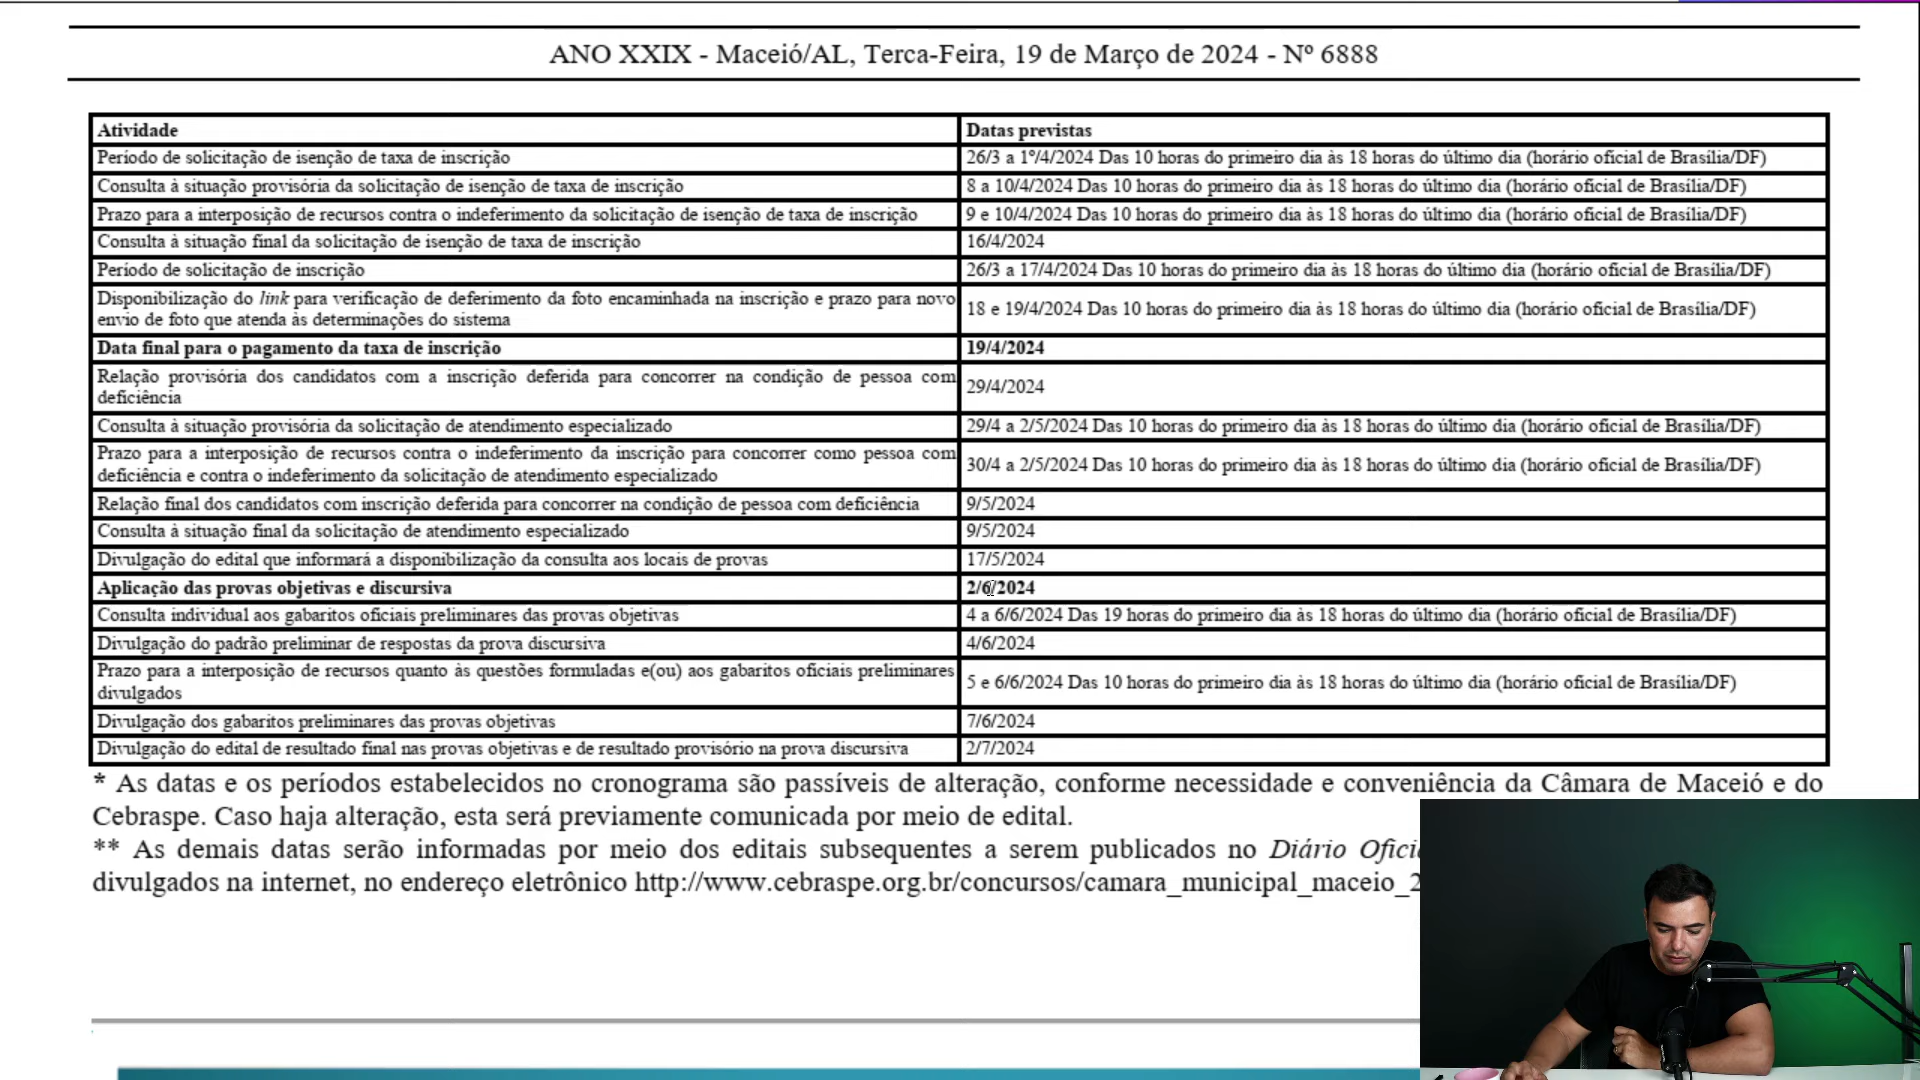 ANO XXIX - Maceió/AL, Terca-Feira, 19 de Março de 2024 - Nº 6888
Atividade Datas previstas
Período de solicitação de isenção de taxa de inscrição 26/3 a 1º/4/2024 Das 10 horas do primeiro dia às 18 horas do último dia (horário oficial de Brasília/DF)
Consulta à situação provisória da solicitação de isenção de taxa de inscrição 8 a 10/4/2024 Das 10 horas do primeiro dia às 18 horas do último dia (horário oficial de Brasília/DF)
Prazo para a interposição de recursos contra o indeferimento da solicitação de isenção de taxa de inscrição 9 e 10/4/2024 Das 10 horas do primeiro dia às 18 horas do último dia (horário oficial de Brasília/DF)
Consulta à situação final da solicitação de isenção de taxa de inscrição 16/4/2024
Período de solicitação de inscrição 26/3 a 17/4/2024 Das 10 horas do primeiro dia às 18 horas do último dia (horário oficial de Brasília/DF)
Disponibilização do link para verificação de deferimento da foto encaminhada na inscrição e prazo para novo
envio de foto que atenda às determinações do sistema
18 e 19/4/2024 Das 10 horas do primeiro dia às 18 horas do último dia (horário oficial de Brasília/DF)
Data final para o pagamento da taxa de inscrição 19/4/2024
Relação provisória dos candidatos com a inscrição deferida para concorrer na condição de pessoa com
deficiência
29/4/2024
Consulta à situação provisória da solicitação de atendimento especializado 29/4 a 2/5/2024 Das 10 horas do primeiro dia às 18 horas do último dia (horário oficial de Brasília/DF)
Prazo para a interposição de recursos contra o indeferimento da inscrição para concorrer como pessoa com
deficiência e contra o indeferimento da solicitação de atendimento especializado
30/4 a 2/5/2024 Das 10 horas do primeiro dia às 18 horas do último dia (horário oficial de Brasília/DF)
Relação final dos candidatos com inscrição deferida para concorrer na condição de pessoa com deficiência 9/5/2024
Consulta à situação final da solicitação de atendimento especializado 9/5/2024
Divulgação do edital que informará a disponibilização da consulta aos locais de provas 17/5/2024
Aplicação das provas objetivas e discursiva 2/6/2024
Consulta individual aos gabaritos oficiais preliminares das provas objetivas 4 a 6/6/2024 Das 19 horas do primeiro dia às 18 horas do último dia (horário oficial de Brasília/DF)
Divulgação do padrão preliminar de respostas da prova discursiva 4/6/2024
Prazo para a interposição de recursos quanto às questões formuladas e(ou) aos gabaritos oficiais preliminares
divulgados
5 e 6/6/2024 Das 10 horas do primeiro dia às 18 horas do último dia (horário oficial de Brasília/DF)
Divulgação dos gabaritos preliminares das provas objetivas 7/6/2024
Divulgação do edital de resultado final nas provas objetivas e de resultado provisório na prova discursiva 2/7/2024
* As datas e os períodos estabelecidos no cronograma são passíveis de alteração, conforme necessidade e conveniência da Câmara de Maceió e do
Cebraspe. Caso haja alteração, esta será previamente comunicada por meio de edital.
** As demais datas serão informadas por meio dos editais subsequentes a serem publicados no Diário Ofici
divulgados na internet, no endereço eletrônico http://www.cebraspe.org.br/concursos/camara_municipal_maceio_2